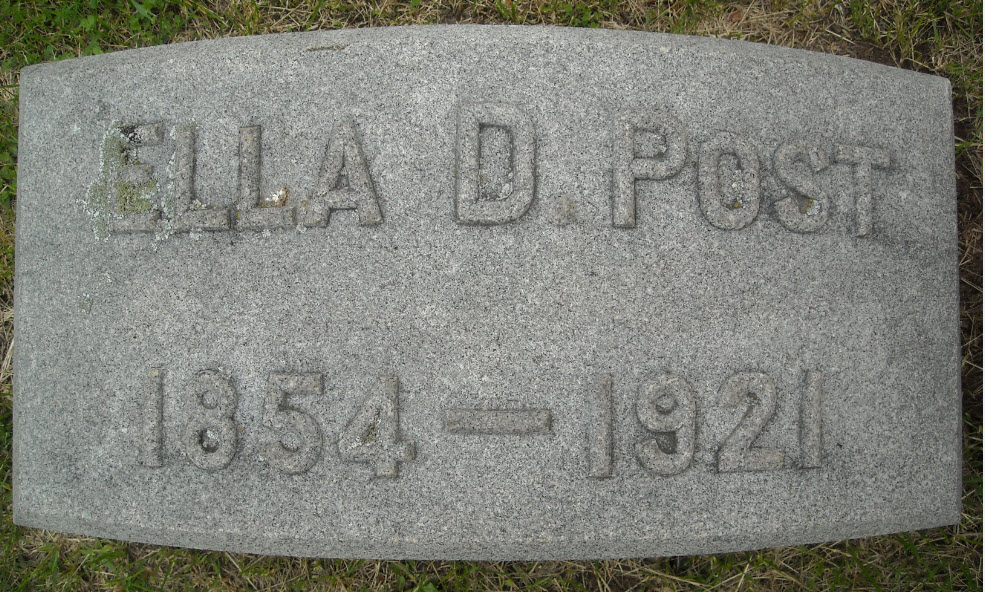 ELLA D. POST
1854 — 1921